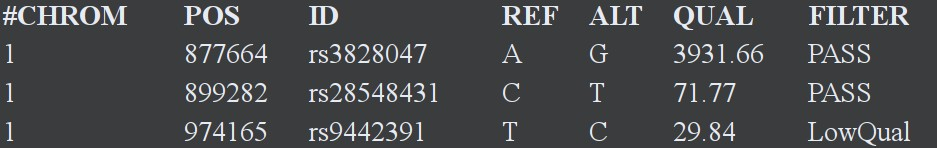 #CHROM POS ID REF ALT QUAL FILTER
1 877664 rs3828047 A G 3931.66 PASS
1 899282 rs28548431 C T 71.77 PASS
1 974165 rs9442391 T C 29.84 LowQual